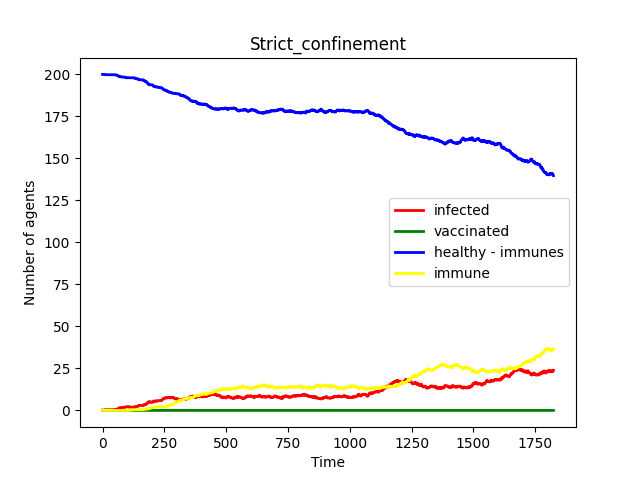 Strict_confinement
200
175
150
125
100
75
50
25
0
Number of agents
infected
vaccinated
healthy - immunes
immune
0 250 500 750 1000 1250 1500 1750
Time